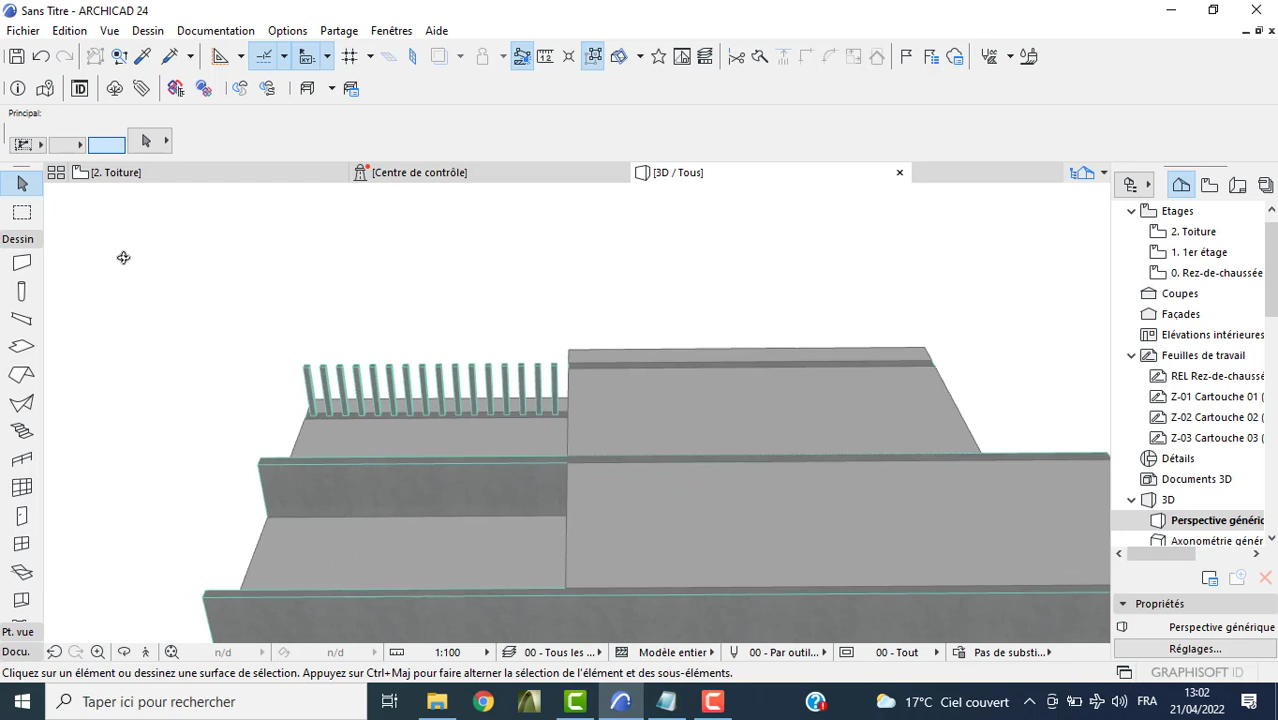 Sans Titre - ARCHICAD 24
Fichier Edition Vue Dessin Documentation Options Partage Fenêtres Aide
12
ID
Principal:
[2. Toiture] [Centre de contrôle] [3D / Tous]
Dessin
Etages
2. Toiture
1. 1er étage
0. Rez-de-chaussée
Coupes
Façades
Elévations intérieures
Feuilles de travail
REL Rez-de-chaussé
Z-01 Cartouche 01 (
Z-02 Cartouche 02 (
Z-03 Cartouche 03 (
Détails
Documents 3D
3D
Perspective génériq
Axonométrie génér
Propriétés
Perspective générique
Réglages...
Pt. vue
Docu.
n/d n/d 1:100 00 - Tous les ... Modèle entier 00 - Par outil... 00 - Tout Pas de substi...
Cliquez sur un élément ou dessinez une surface de sélection. Appuyez sur Ctrl+Maj pour faire alterner la sélection de l'élément et des sous-éléments.
GRAPHISOFT ID
Taper ici pour rechercher
17°C Ciel couvert
FRA
13:02
21/04/2022